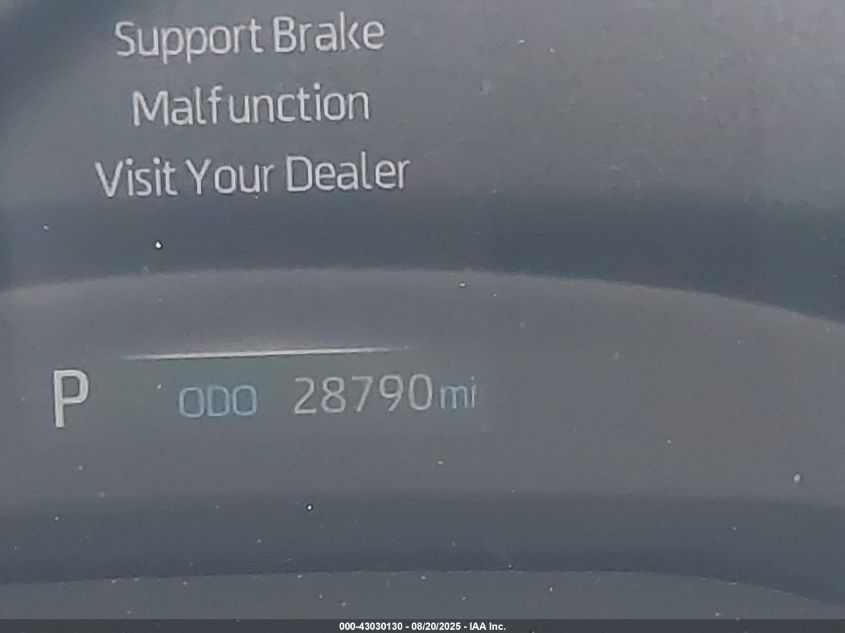 Support Brake
Malfunction
Visit Your Dealer
P ODO 28790mi
000-43030130 - 08/20/2025 - IAA Inc.